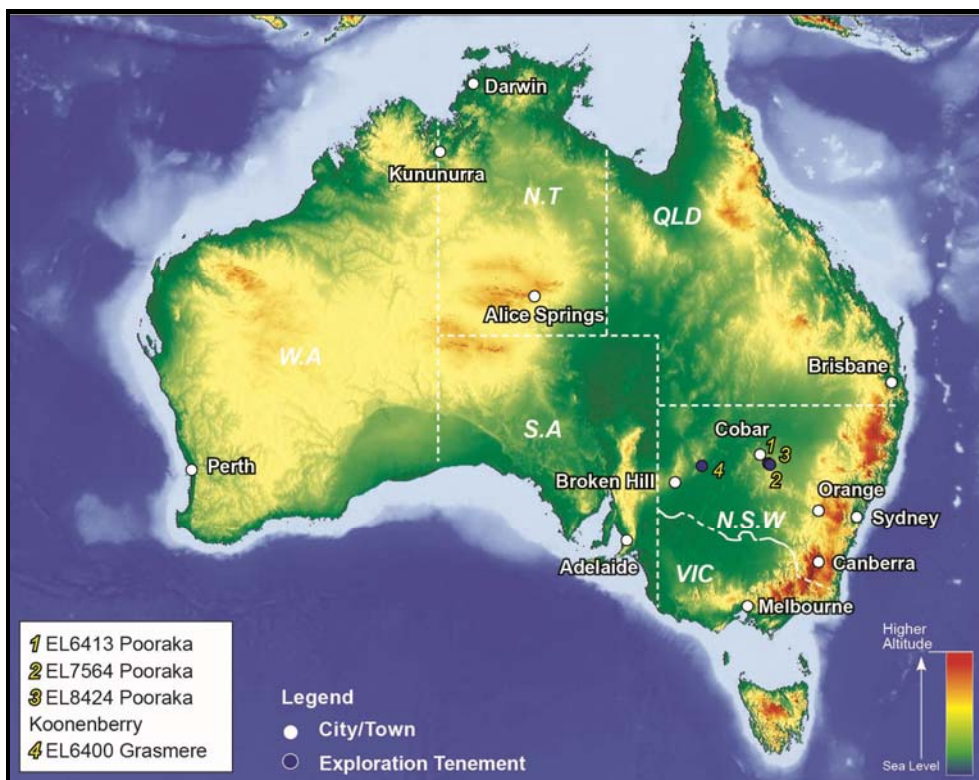 Darwin
Kununurra
N.T
QLD
Alice Springs
W.A
Brisbane
S.A
Cobar
1
3
4
2
Perth
Broken Hill
Orange
N.S.W
Sydney
Adelaide
VIC
Canberra
Melbourne
1 EL6413 Pooraka
2 EL7564 Pooraka
3 EL8424 Pooraka
Koonenberry
4 EL6400 Grasmere
Legend
City/Town
Exploration Tenement
Higher
Altitude
Sea Level